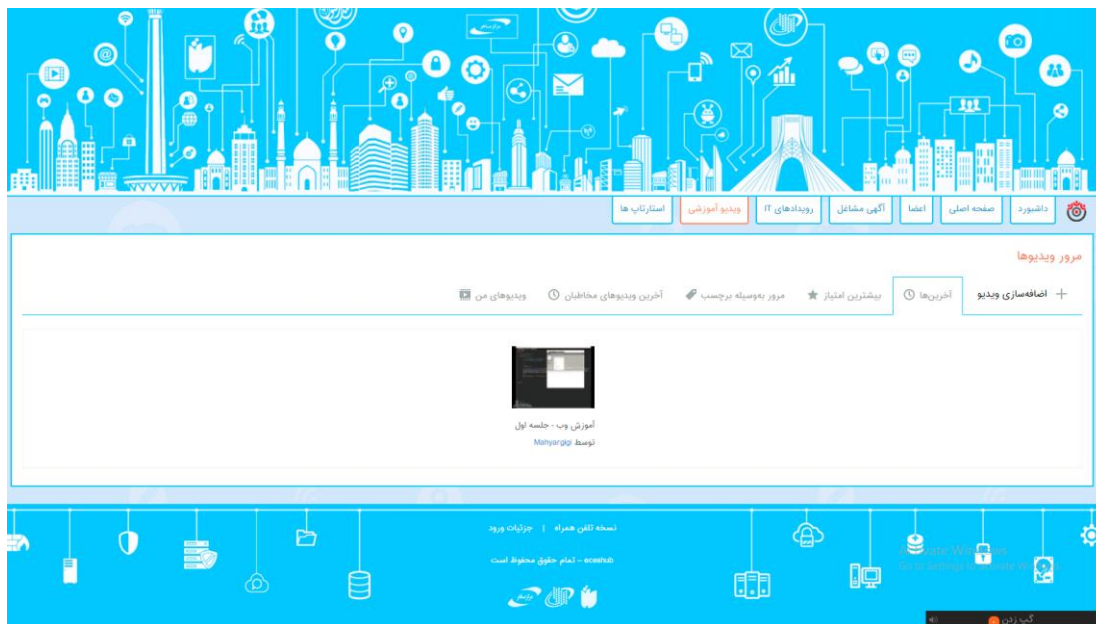 داشبورد صفحه اصلی اعضا آگهی مشاغل رویدادهای IT ویدیو آموزشی استارتاپ ها
مرور ویدیوها
اضافه‌سازی ویدیو آخرین‌ها بیشترین امتیاز مرور به‌وسیله برچسب آخرین ویدیوهای مخاطبان ویدیوهای من
آموزش وب - جلسه اول
توسط Mahyargigi
نسخه تلفن همراه | جزئیات ورود
eceshub – تمام حقوق محفوظ است
Activate Windows
Go to Settings to activate Windows.
گپ زدن